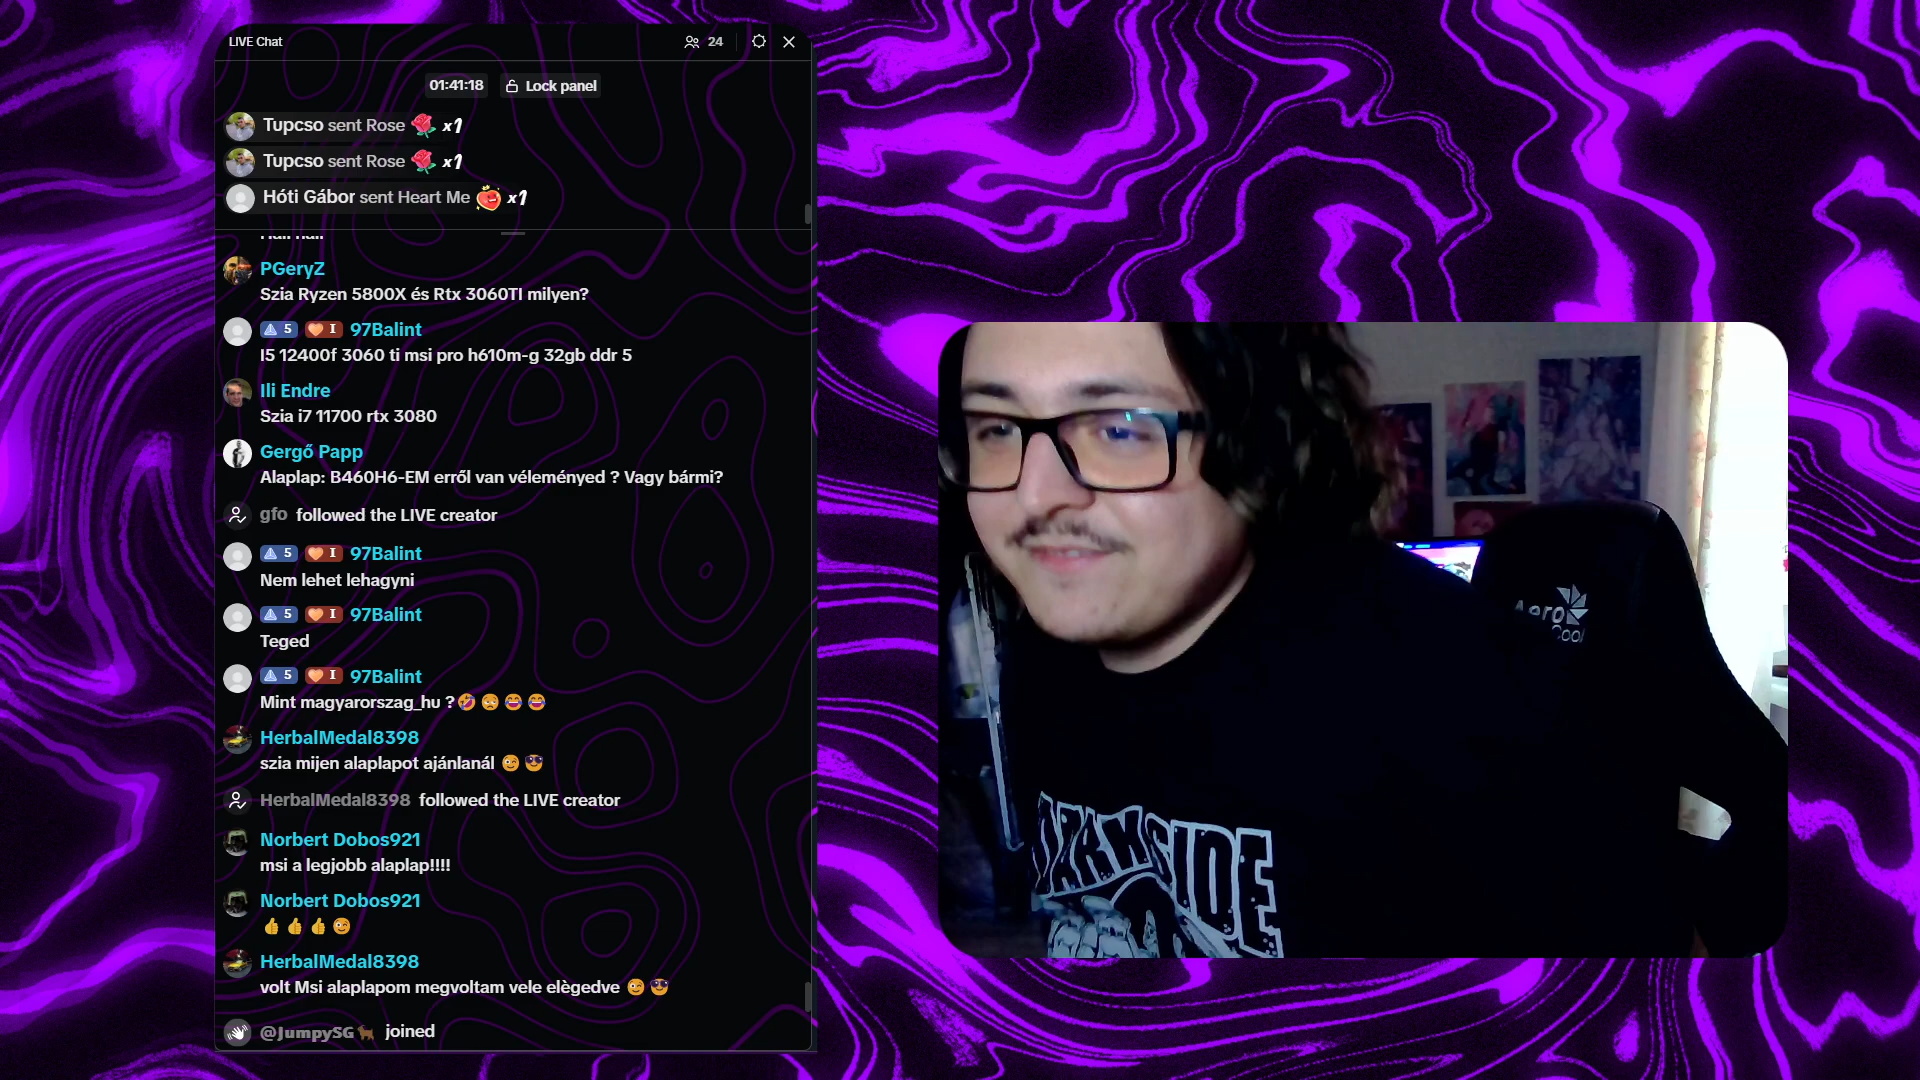 LIVE Chat
24
01:41:18
Lock panel
Tupcso sent Rose x1
Tupcso sent Rose x1
Hóti Gábor sent Heart Me x1
PGeryZ
Szia Ryzen 5800X és Rtx 3060TI milyen?
5 I 97Balint
I5 12400f 3060 ti msi pro h610m-g 32gb ddr 5
Ili Endre
Szia i7 11700 rtx 3080
Gergő Papp
Alaplap: B460H6-EM erről van véleményed ? Vagy bármi?
gfo followed the LIVE creator
5 I 97Balint
Nem lehet lehagyni
5 I 97Balint
Teged
5 I 97Balint
Mint magyarorszag_hu ?🤣😩😂😂
HerbalMedal8398
szia mijen alaplapot ajánlanál 😉😎
HerbalMedal8398 followed the LIVE creator
Norbert Dobos921
msi a legjobb alaplap!!!!
Norbert Dobos921
👍👍👍😉
HerbalMedal8398
volt Msi alaplapom megvoltam vele elègedve 😉😎
@JumpySG🐂 joined
Aero
Cool
DARKSIDE